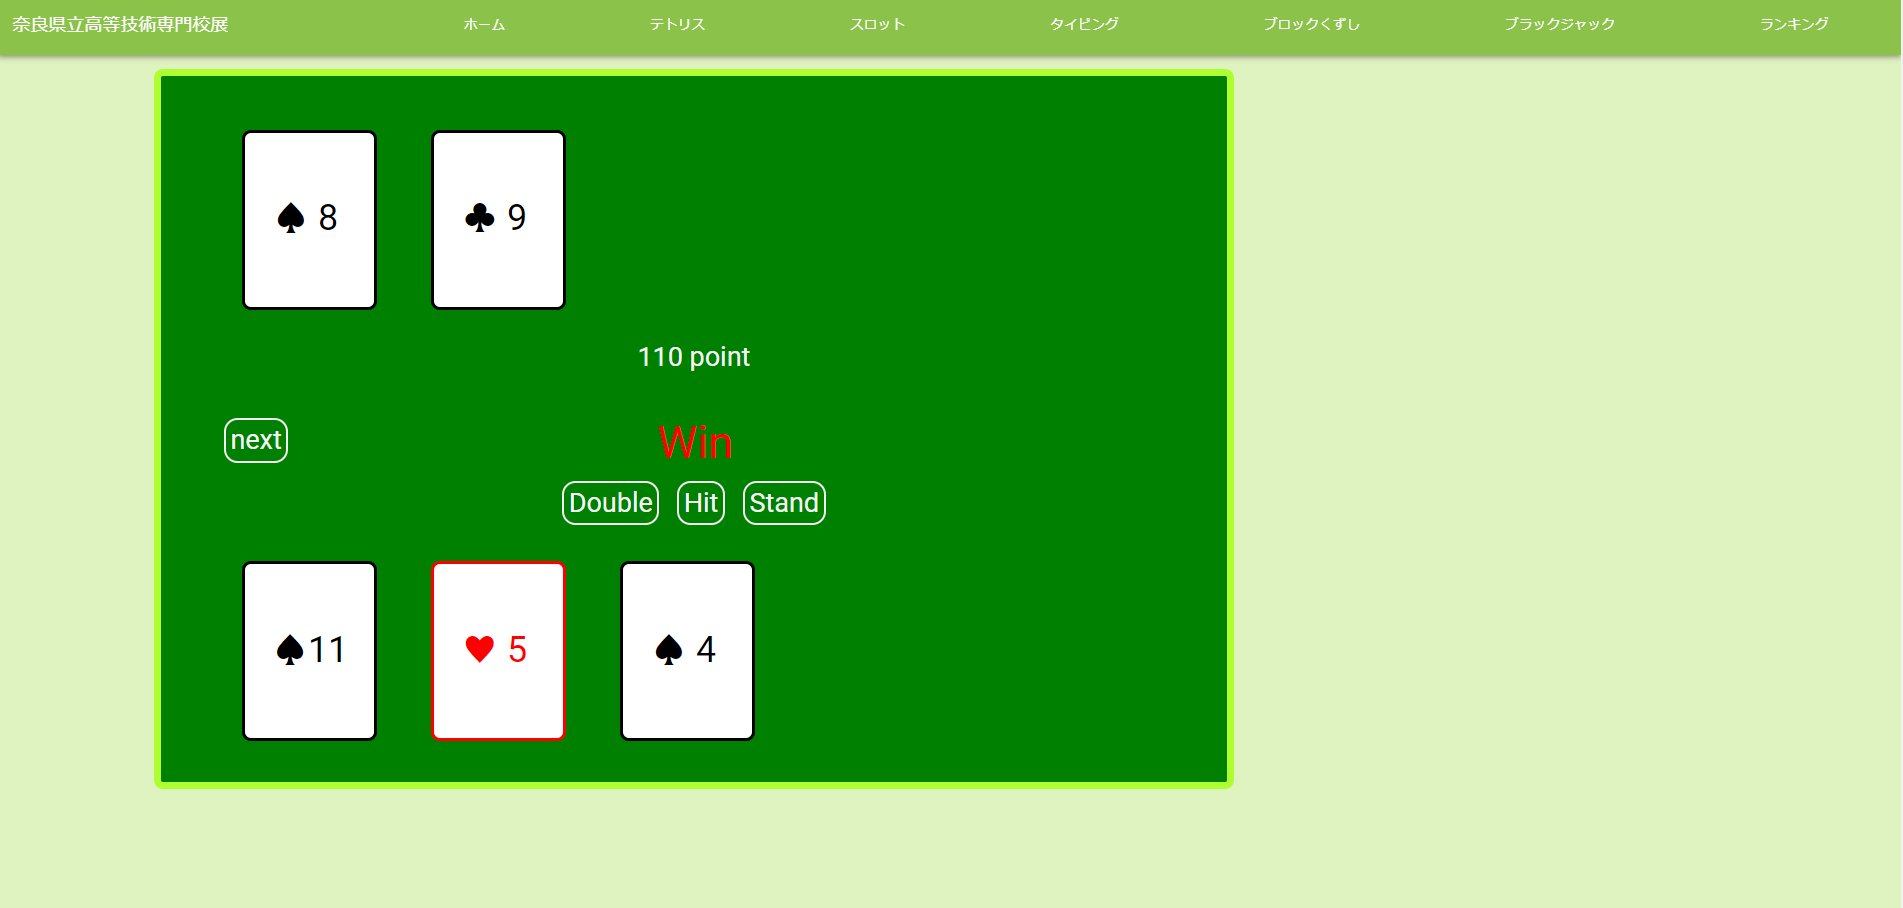 奈良県立高等技術専門校展 ホーム テトリス スロット タイピング ブロックくずし ブラックジャック ランキング
♠ 8 ♣ 9
110 point
next Win
Double Hit Stand
♠11 ♥ 5 ♠ 4